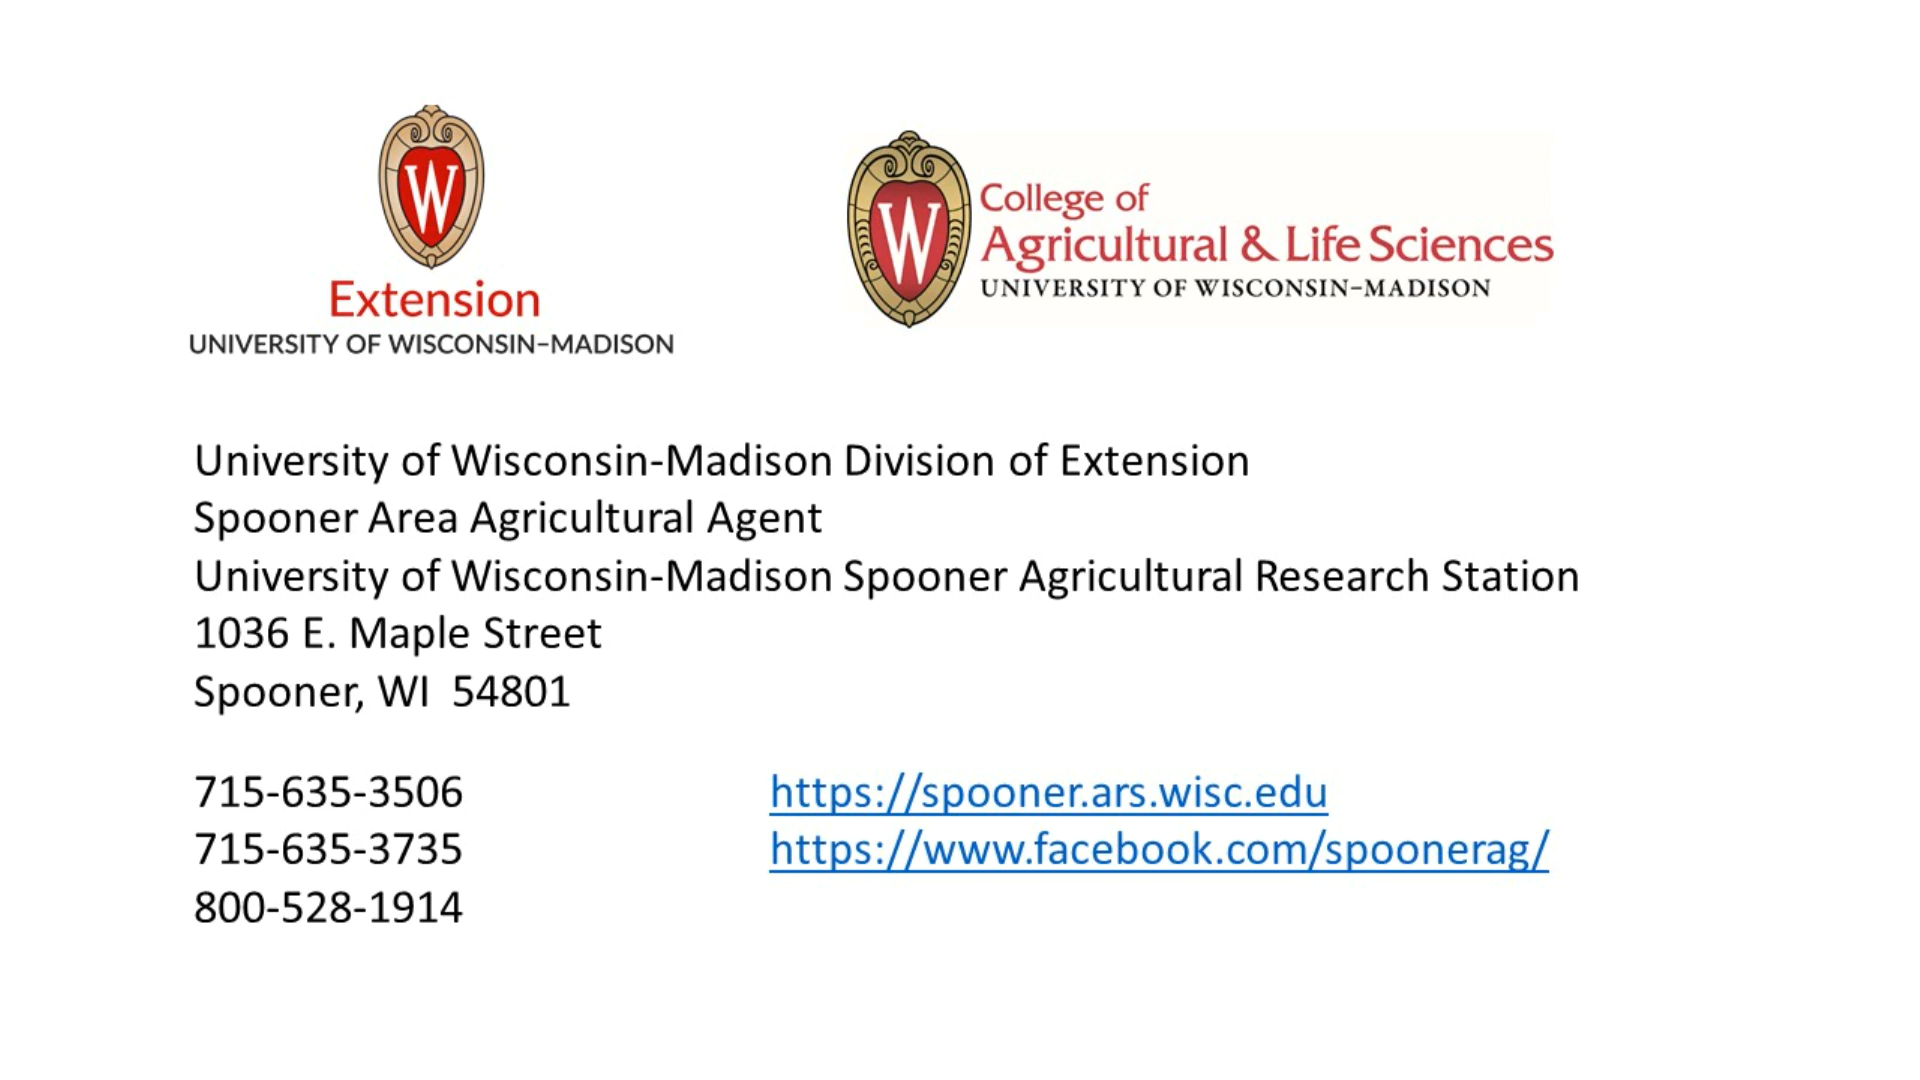 W
Extension
UNIVERSITY OF WISCONSIN–MADISON
W
College of
Agricultural & Life Sciences
UNIVERSITY OF WISCONSIN–MADISON
University of Wisconsin-Madison Division of Extension
Spooner Area Agricultural Agent
University of Wisconsin-Madison Spooner Agricultural Research Station
1036 E. Maple Street
Spooner, WI  54801
715-635-3506
715-635-3735
800-528-1914
https://spooner.ars.wisc.edu
https://www.facebook.com/spoonerag/